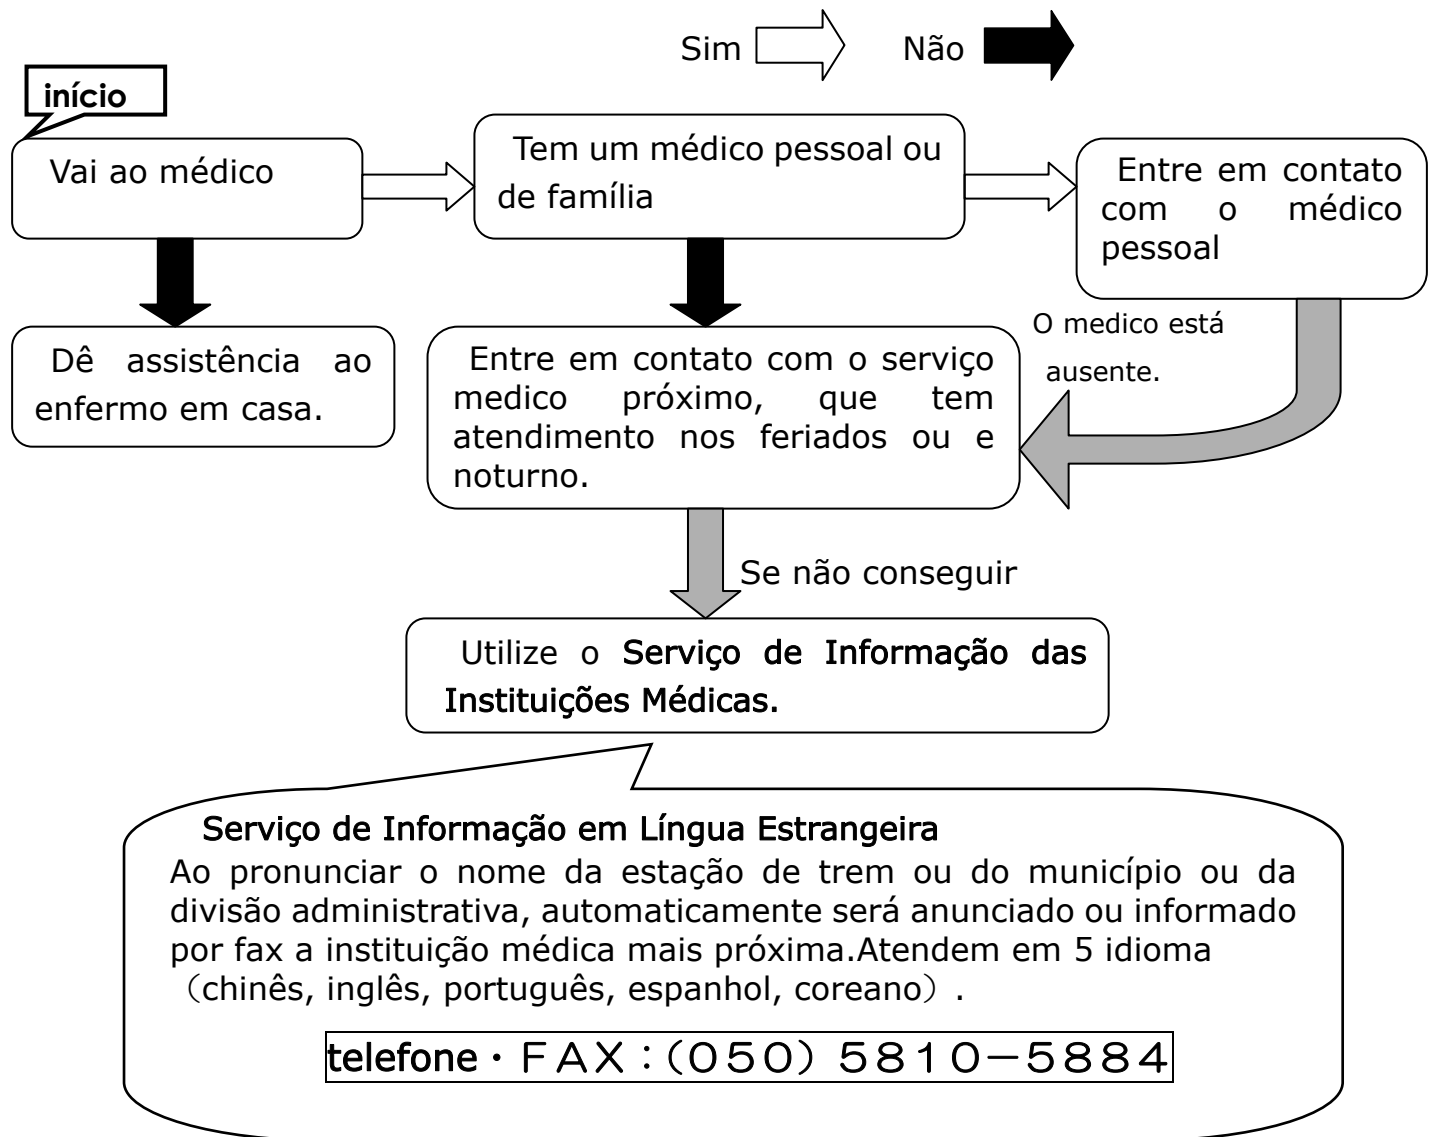 Sim
Não
início
Vai ao médico
Tem um médico pessoal ou
de família
Entre em contato
com o médico
pessoal
Dê assistência ao
enfermo em casa.
Entre em contato com o serviço
medico próximo, que tem
atendimento nos feriados ou e
noturno.
O medico está
ausente.
Se não conseguir
Utilize o Serviço de Informação das
Instituições Médicas.
Serviço de Informação em Língua Estrangeira
Ao pronunciar o nome da estação de trem ou do município ou da
divisão administrativa, automaticamente será anunciado ou informado
por fax a instituição médica mais próxima.Atendem em 5 idioma
（chinês, inglês, português, espanhol, coreano）.
telefone・ＦＡＸ：(０５０) ５８１０－５８８４